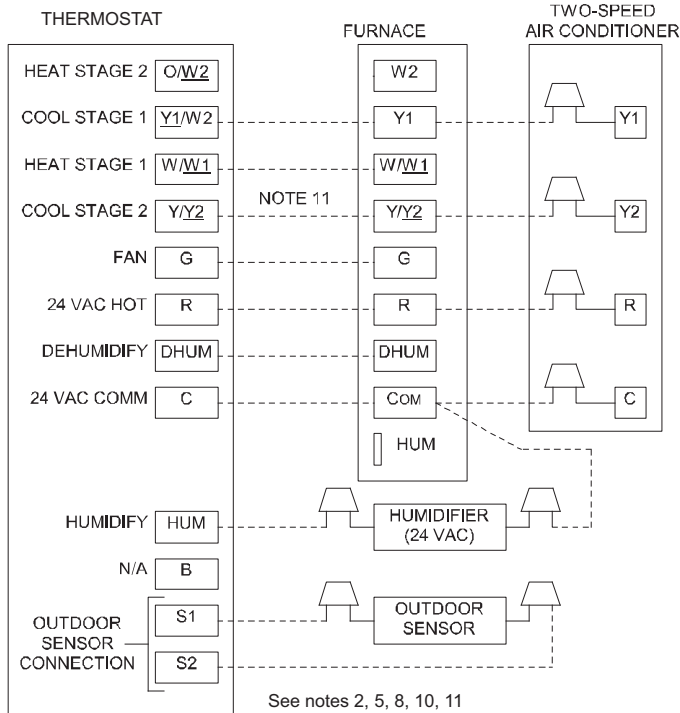 THERMOSTAT
FURNACE
TWO-SPEED
AIR CONDITIONER
HEAT STAGE 2 O/W2 W2
COOL STAGE 1 Y1/W2 Y1 Y1
HEAT STAGE 1 W/W1 W/W1
NOTE 11
COOL STAGE 2 Y/Y2 Y/Y2 Y2
FAN G G
24 VAC HOT R R R
DEHUMIDIFY DHUM DHUM
24 VAC COMM C COM C
HUM
HUMIDIFY HUM HUMIDIFIER
(24 VAC)
N/A B
OUTDOOR
SENSOR
CONNECTION
S1
S2
OUTDOOR
SENSOR
See notes 2, 5, 8, 10, 11